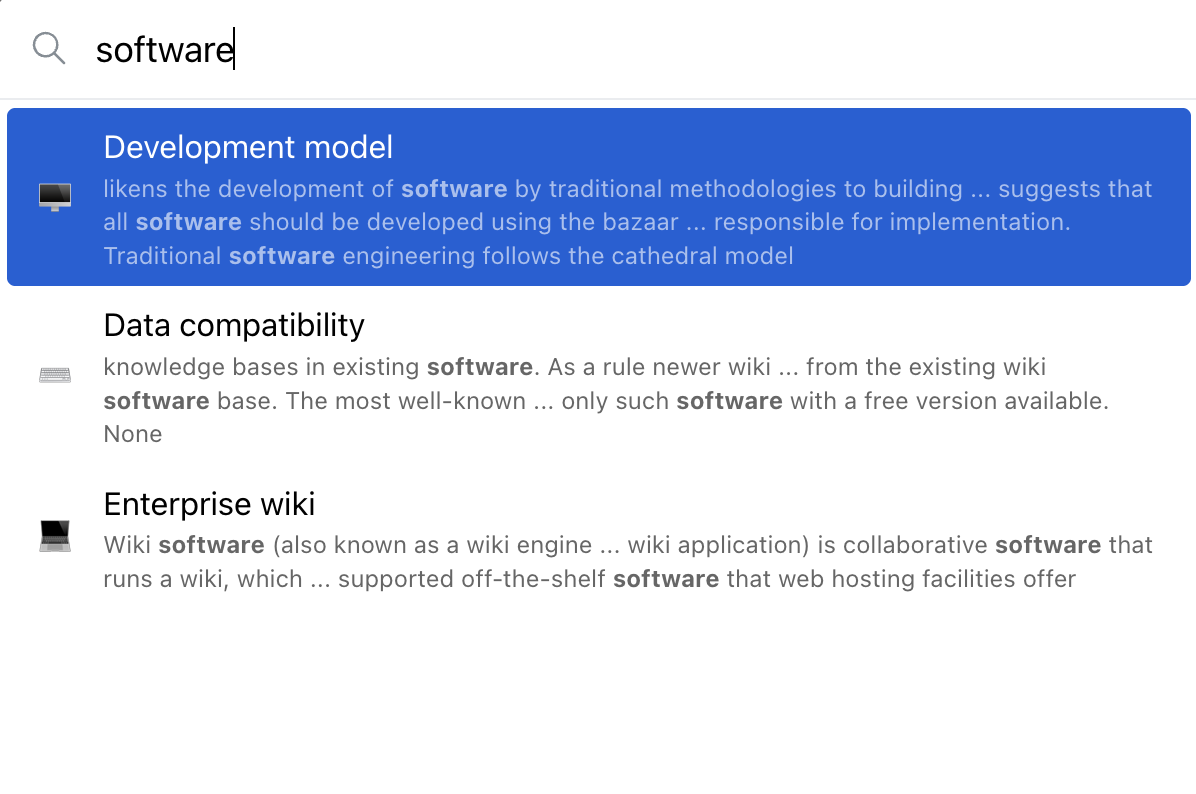 software
Development model
likens the development of software by traditional methodologies to building ... suggests that
all software should be developed using the bazaar ... responsible for implementation.
Traditional software engineering follows the cathedral model
Data compatibility
knowledge bases in existing software. As a rule newer wiki ... from the existing wiki
software base. The most well-known ... only such software with a free version available.
None
Enterprise wiki
Wiki software (also known as a wiki engine ... wiki application) is collaborative software that
runs a wiki, which ... supported off-the-shelf software that web hosting facilities offer